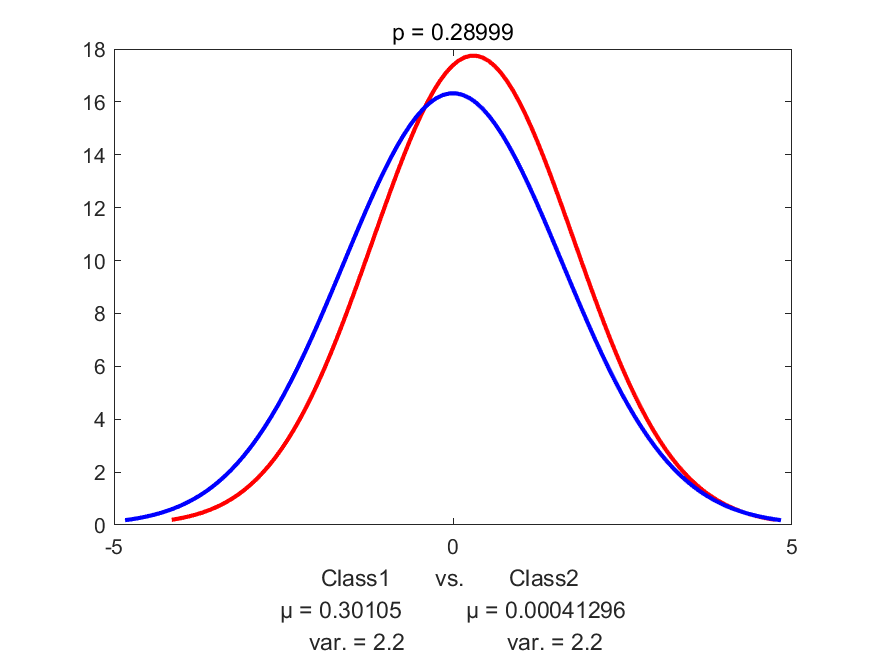 p = 0.28999
18
16
14
12
10
8
6
4
2
0
-5 0 5
Class1 vs. Class2
µ = 0.30105 µ = 0.00041296
var. = 2.2 var. = 2.2